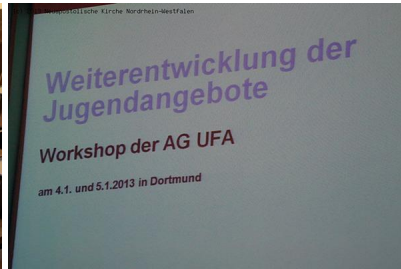 Neuapostolische Kirche Nordrhein-Westfalen
Weiterentwicklung der
Jugendangebote
Workshop der AG UFA
am 4.1. und 5.1.2013 in Dortmund